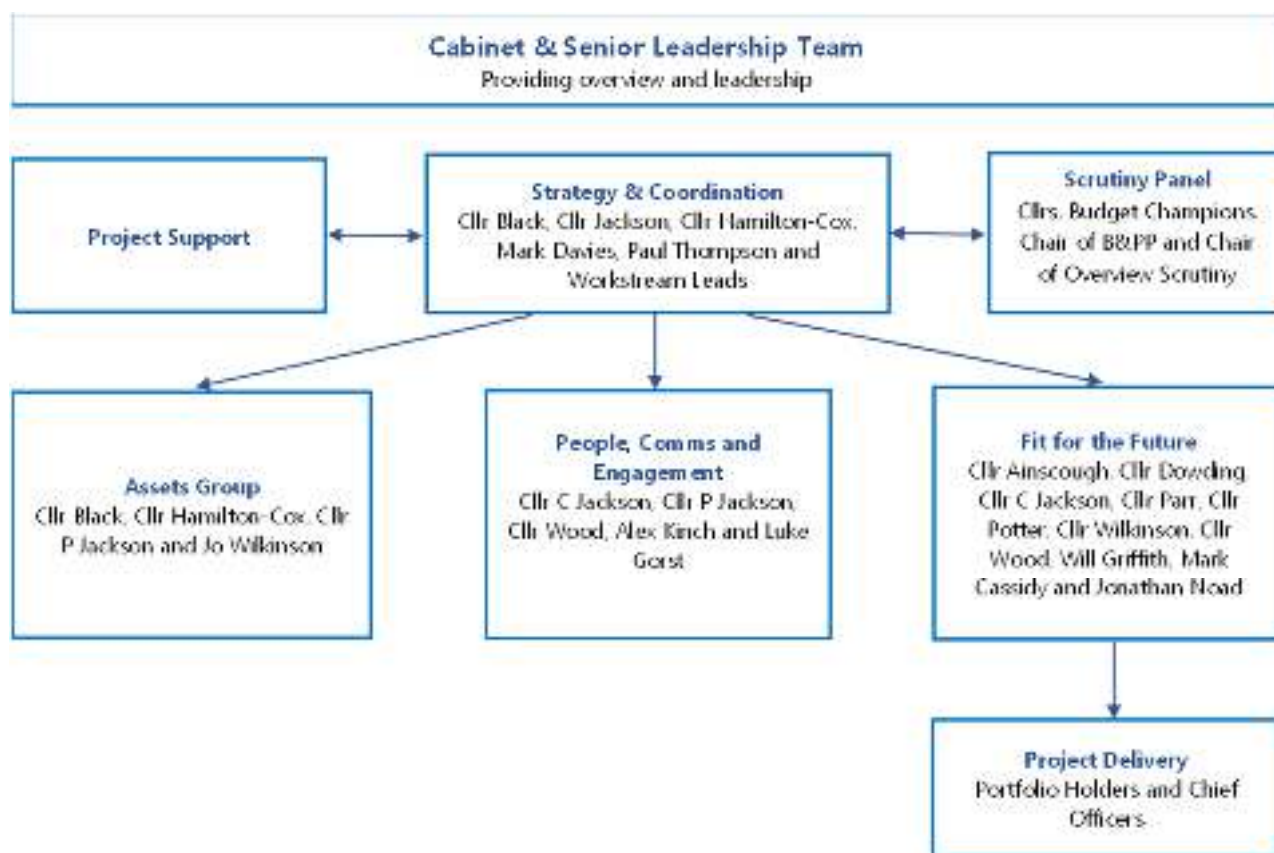 Cabinet & Senior Leadership Team
Providing overview and leadership
Project Support
Strategy & Coordination
Cllr Black, Cllr Jackson, Cllr Hamilton-Cox,
Mark Davies, Paul Thompson and
Workstream Leads
Scrutiny Panel
Cllrs, Budget Champions,
Chair of B&PP and Chair
of Overview Scrutiny
Assets Group
Cllr Black, Cllr Hamilton-Cox, Cllr
P Jackson and Jo Wilkinson
People, Comms and
Engagement
Cllr C Jackson, Cllr P Jackson,
Cllr Wood, Alex Kinch and Luke
Gorst
Fit for the Future
Cllr Ainscough, Cllr Dowding,
Cllr C Jackson, Cllr Parr, Cllr
Potter, Cllr Wilkinson, Cllr
Wood, Will Griffith, Mark
Cassidy and Jonathan Noad
Project Delivery
Portfolio Holders and Chief
Officers